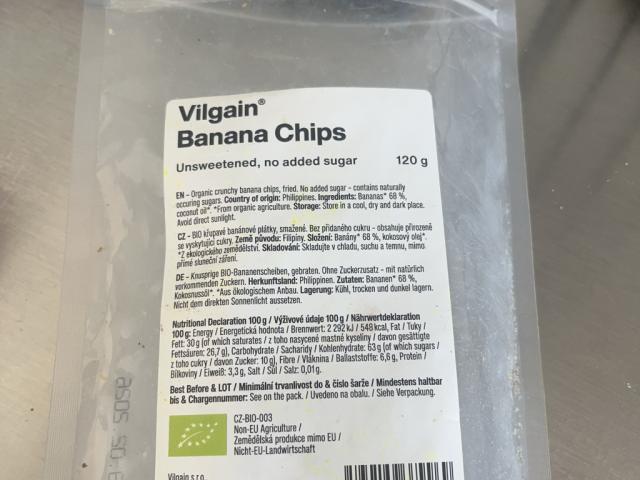 Vilgain®
Banana Chips
Unsweetened, no added sugar 120 g
EN – Organic crunchy banana chips, fried. No added sugar - contains naturally
occuring sugars. Country of origin: Philippines. Ingredients: Bananas* 68 %,
coconut oil*. *From organic agriculture. Storage: Store in a cool, dry and dark place.
Avoid direct sunlight.
CZ – BIO křupavé banánové plátky, smažené. Bez přidaného cukru - obsahuje přirozeně
se vyskytující cukry. Země původu: Filipíny. Složení: Banány* 68 %, kokosový olej*.
*Z ekologického zemědělství. Skladování: Skladujte v chladu, suchu a temnu, mimo
přímé sluneční záření.
DE – Knusprige BIO-Bananenscheiben, gebraten. Ohne Zuckerzusatz - mit natürlich
vorkommenden Zuckern. Herkunftsland: Philippinen. Zutaten: Bananen* 68 %,
Kokosnussöl*. *Aus ökologischem Anbau. Lagerung: Kühl, trocken und dunkel lagern.
Nicht dem direkten Sonnenlicht aussetzen.
Nutritional Declaration 100 g / Výživové údaje 100 g / Nährwertdeklaration
100 g: Energy / Energetická hodnota / Brennwert: 2 292 kJ / 548 kcal, Fat / Tuky /
Fett: 30 g (of which saturates / z toho nasycené mastné kyseliny / davon gesättigte
Fettsäuren: 26,7 g), Carbohydrate / Sacharidy / Kohlenhydrate: 63 g (of which sugars /
z toho cukry / davon Zucker: 10 g), Fibre / Vláknina / Ballaststoffe: 6,6 g, Protein /
Bílkoviny / Eiweiß: 3,3 g, Salt / Sůl / Salz: 0,01 g.
Best Before & LOT / Minimální trvanlivost do & číslo šarže / Mindestens haltbar
bis & Chargennummer: See on the pack. / Uvedeno na obalu. / Siehe Verpackung.
CZ-BIO-003
Non-EU Agriculture /
Zemědělská produkce mimo EU /
Nicht-EU-Landwirtschaft
Vilgain s.r.o.